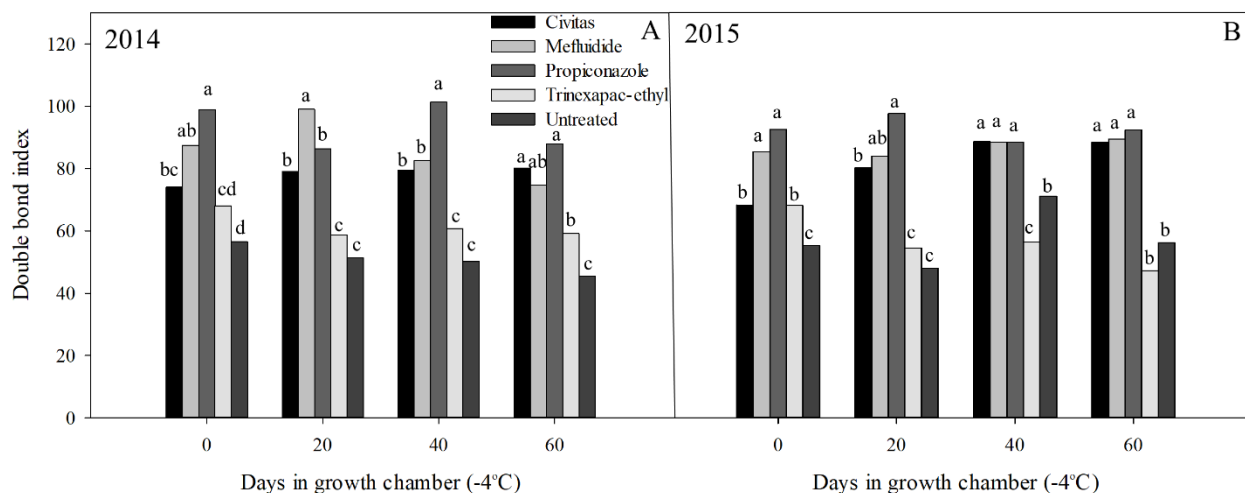 2014
A
2015
B
Civitas
Mefluidide
Propiconazole
Trinexapac-ethyl
Untreated
Double bond index
120
100
80
60
40
20
0
bc ab a cd d
b a b c c
b b a c c
a ab a b c
b a a b c
b ab a c c
a a a c b
a a a b b
0 20 40 60
0 20 40 60
Days in growth chamber (-4°C)
Days in growth chamber (-4°C)